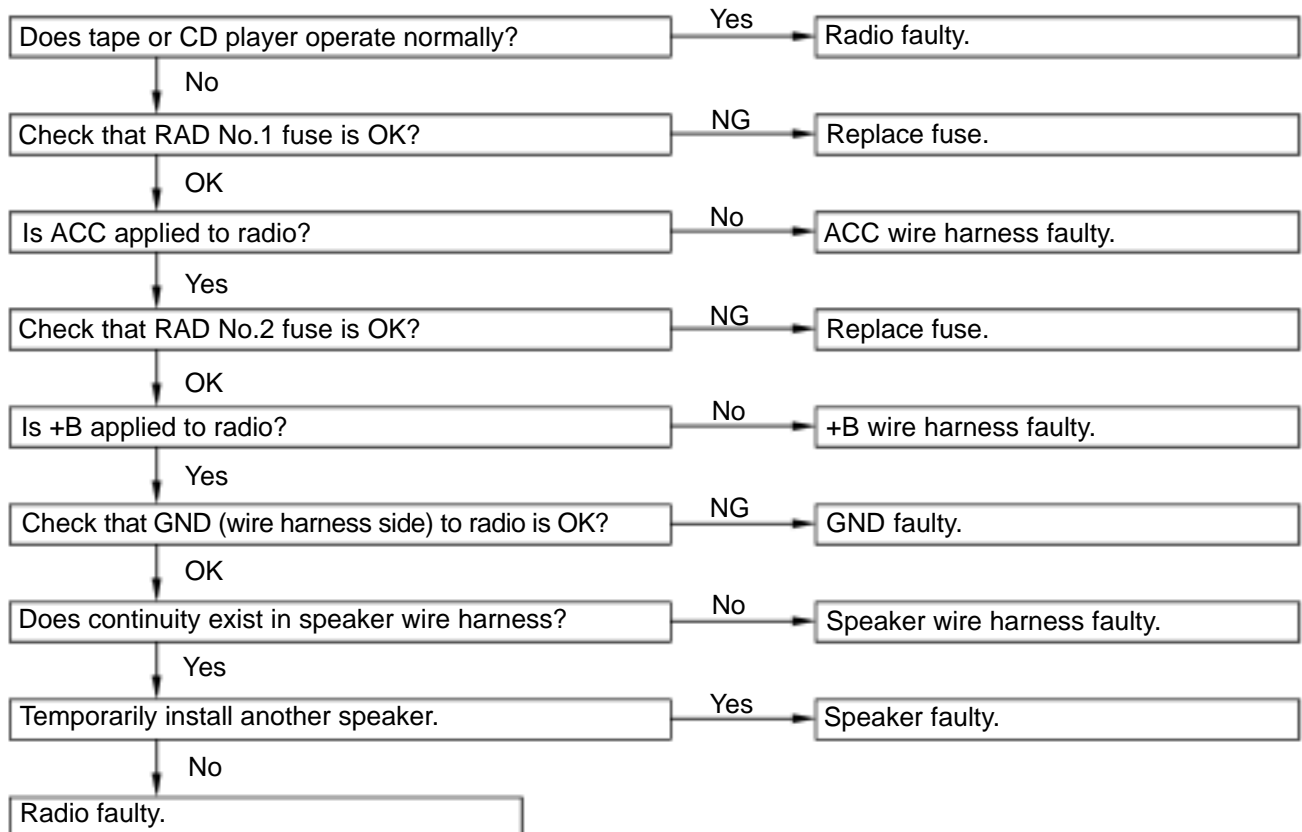 Does tape or CD player operate normally?
Yes
Radio faulty.
No
Check that RAD No.1 fuse is OK?
NG
Replace fuse.
OK
Is ACC applied to radio?
No
ACC wire harness faulty.
Yes
Check that RAD No.2 fuse is OK?
NG
Replace fuse.
OK
Is +B applied to radio?
No
+B wire harness faulty.
Yes
Check that GND (wire harness side) to radio is OK?
NG
GND faulty.
OK
Does continuity exist in speaker wire harness?
No
Speaker wire harness faulty.
Yes
Temporarily install another speaker.
Yes
Speaker faulty.
No
Radio faulty.